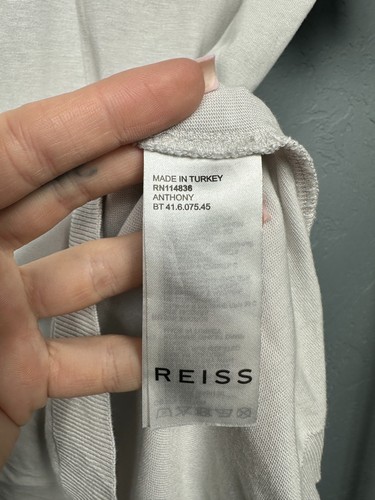 MADE IN TURKEY
RN114836
ANTHONY
BT 41.6.075.45
REISS